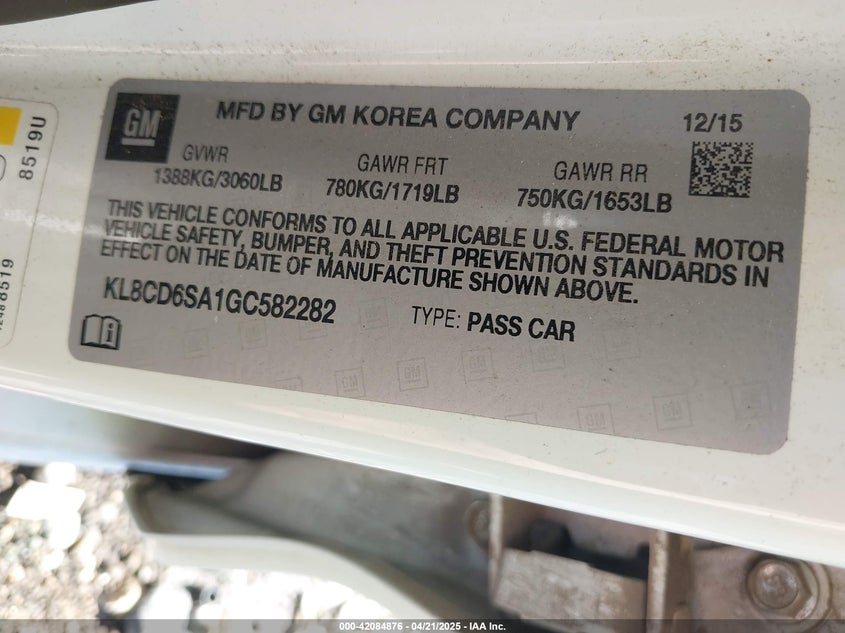 GM
MFD BY GM KOREA COMPANY
12/15
GVWR
1388KG/3060LB
GAWR FRT
780KG/1719LB
GAWR RR
750KG/1653LB
THIS VEHICLE CONFORMS TO ALL APPLICABLE U.S. FEDERAL MOTOR
VEHICLE SAFETY, BUMPER, AND THEFT PREVENTION STANDARDS IN
EFFECT ON THE DATE OF MANUFACTURE SHOWN ABOVE.
KL8CD6SA1GC582282
TYPE: PASS CAR
8519U
8519
000-42084876 - 04/21/2025 - IAA Inc.